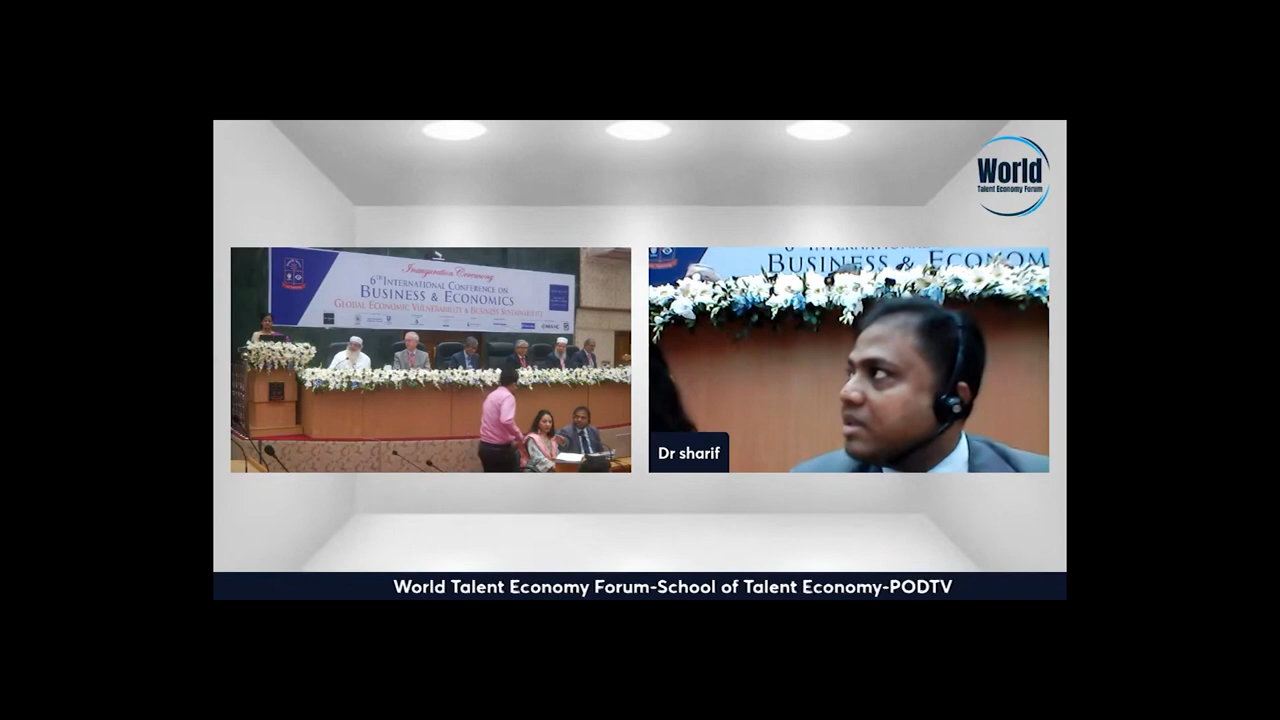 World
Talent Economy Forum
Inauguration Ceremony
6TH INTERNATIONAL CONFERENCE ON
BUSINESS & ECONOMICS
GLOBAL ECONOMIC VULNERABILITY & BUSINESS SUSTAINABILITY
BUSINESS & ECONOM
Dr sharif
World Talent Economy Forum-School of Talent Economy-PODTV